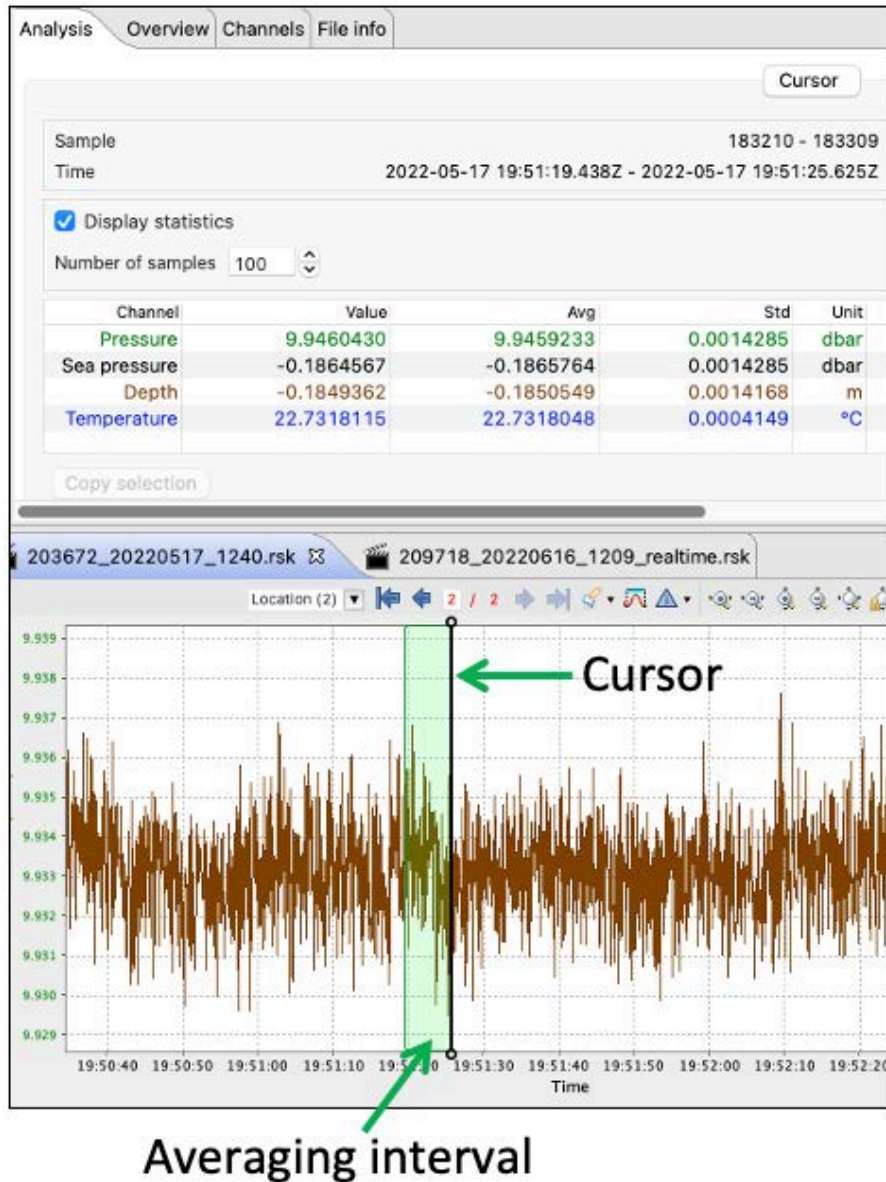 Analysis Overview Channels File info
Cursor
Sample 183210 - 183309
Time 2022-05-17 19:51:19.438Z - 2022-05-17 19:51:25.625Z
Display statistics
Number of samples 100
Channel Value Avg Std Unit
Pressure 9.9460430 9.9459233 0.0014285 dbar
Sea pressure -0.1864567 -0.1865764 0.0014285 dbar
Depth -0.1849362 -0.1850549 0.0014168 m
Temperature 22.7318115 22.7318048 0.0004149 °C
Copy selection
203672_20220517_1240.rsk 209718_20220616_1209_realtime.rsk
Location (2) 2 / 2
9.939
9.938
Cursor
9.937
9.936
9.935
9.934
9.933
9.932
9.931
9.930
9.929
19:50:40 19:50:50 19:51:00 19:51:10 19:51:30 19:51:40 19:51:50 19:52:00 19:52:10 19:52:20
Time
Averaging interval